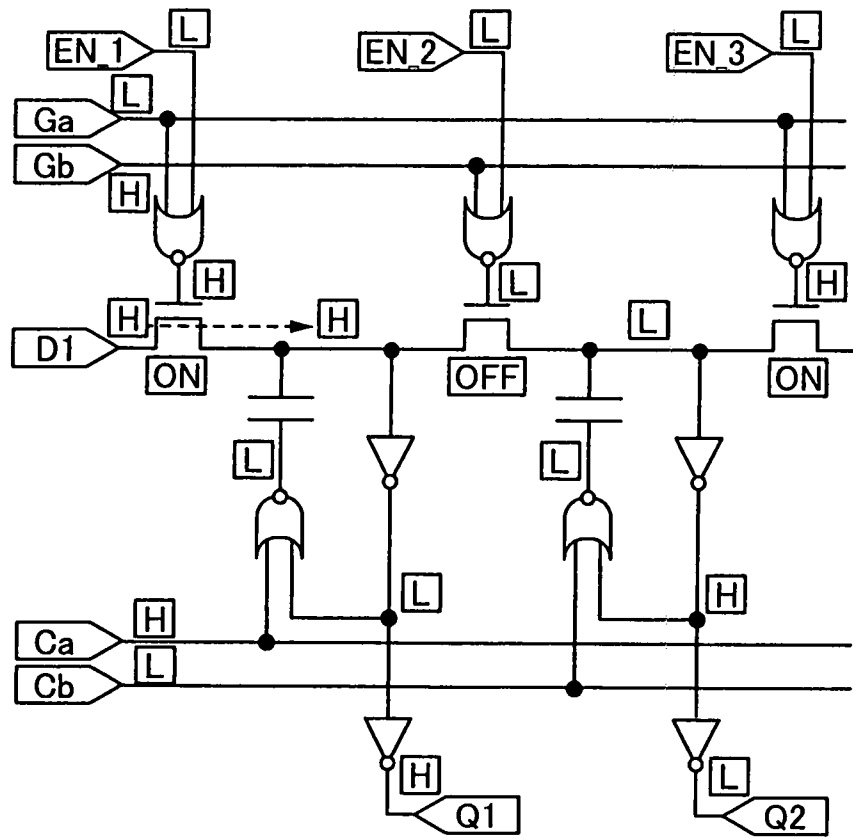 EN_1 L EN_2 L EN_3 L
L
Ga
Gb
H
H L H
H H L
D1 ON OFF ON
L L
L H
Ca H
Cb L
H L
Q1 Q2